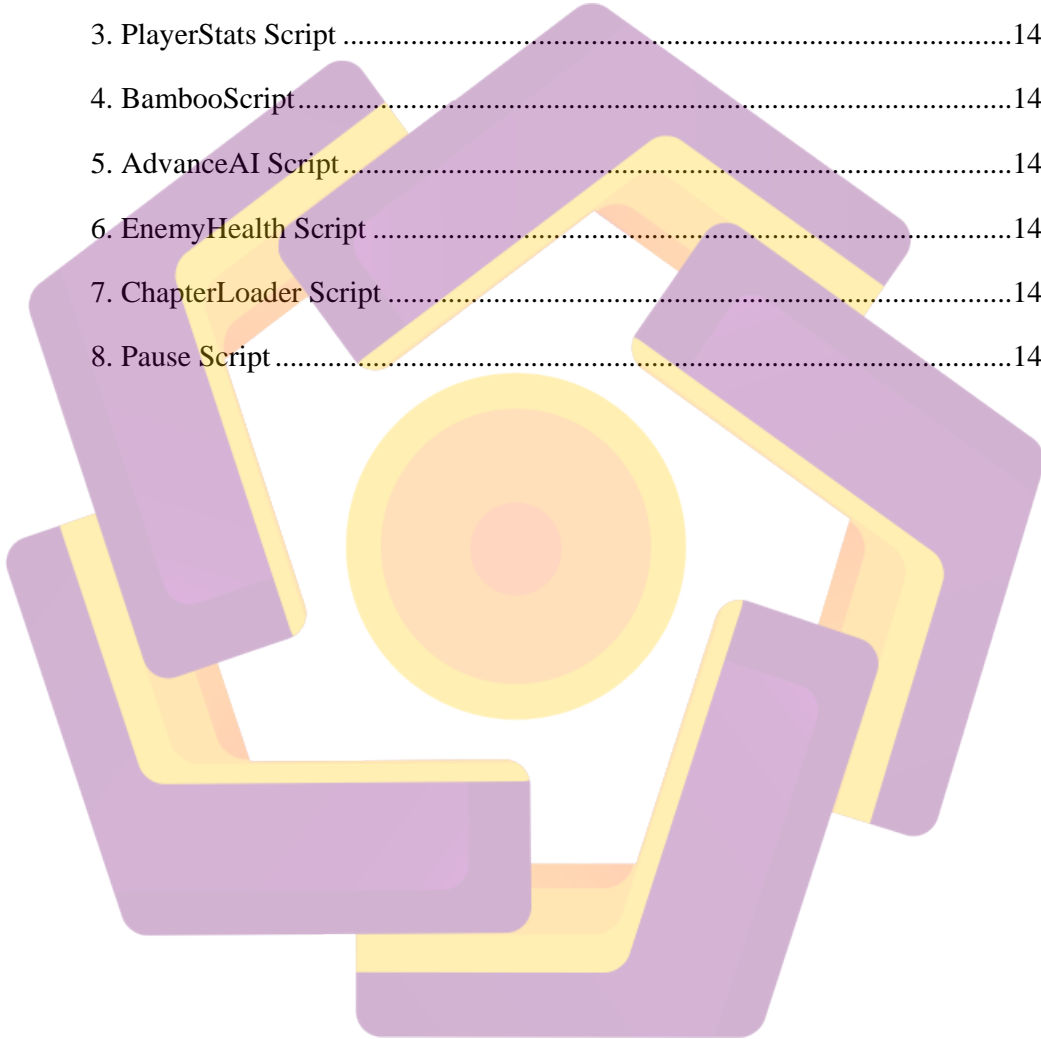 3. PlayerStats Script ..........................................................................................14
4. BambooScript................................................................................................14
5. AdvanceAI Script..........................................................................................14
6. EnemyHealth Script ......................................................................................14
7. ChapterLoader Script ....................................................................................14
8. Pause Script ...................................................................................................14